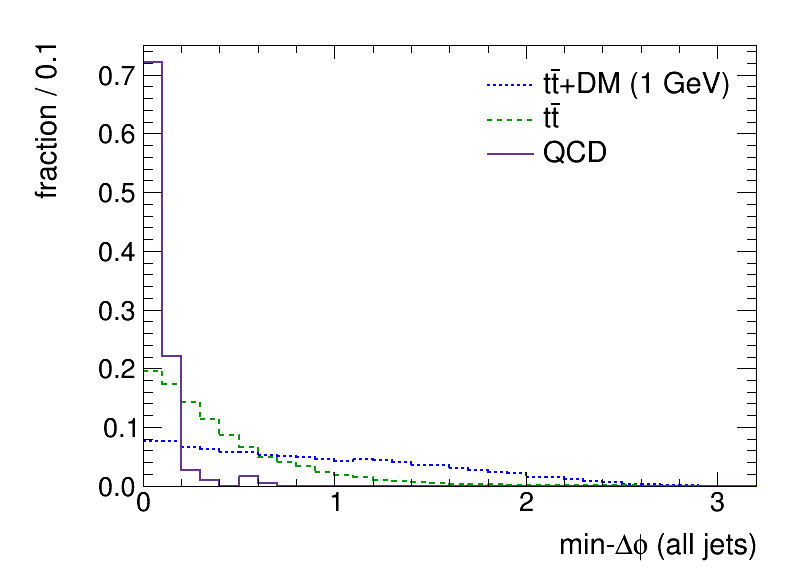 fraction / 0.1
0.7
0.6
0.5
0.4
0.3
0.2
0.1
0.0
tt̄+DM (1 GeV)
tt̄
QCD
0 1 2 3
min-Δϕ (all jets)